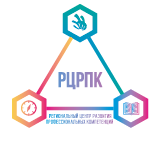 РЦРПК
РЕГИОНАЛЬНЫЙ ЦЕНТР РАЗВИТИЯ
ПРОФЕССИОНАЛЬНЫХ КОМПЕТЕНЦИЙ